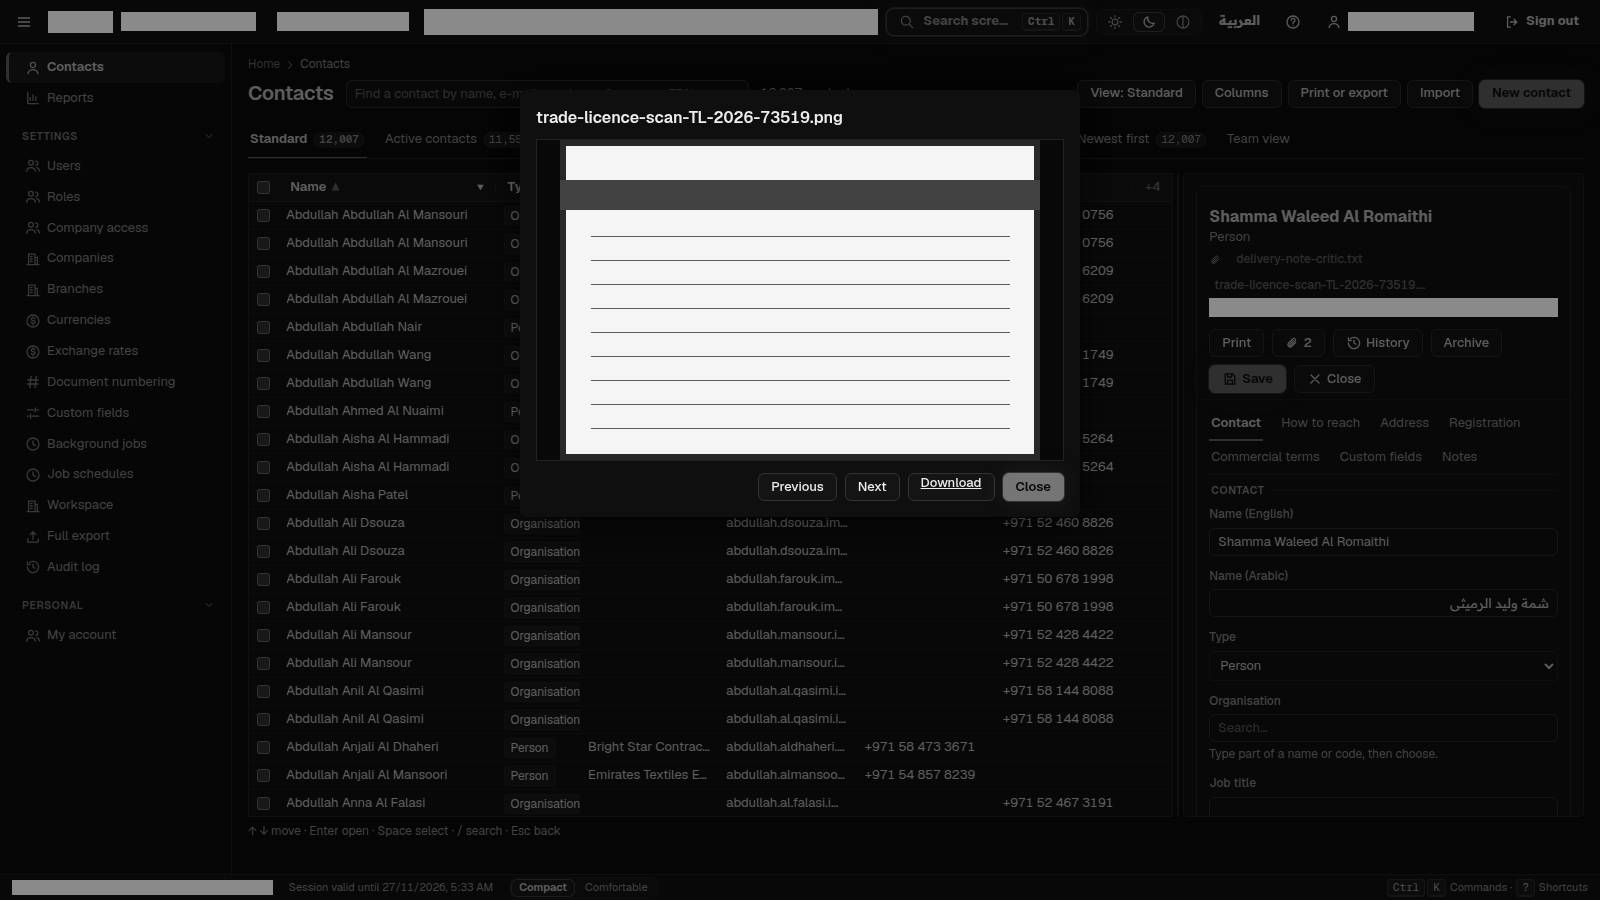 Search scre... Ctrl K
العربية
Sign out
Contacts
Reports
SETTINGS
Users
Roles
Company access
Companies
Branches
Currencies
Exchange rates
Document numbering
Custom fields
Background jobs
Job schedules
Workspace
Full export
Audit log
PERSONAL
My account
Home > Contacts
Contacts
Find a contact by name, e-m
View: Standard
Columns
Print or export
Import
New contact
Standard 12,007
Active contacts 11,55
Newest first 12,007
Team view
Name
Ty
+4
Abdullah Abdullah Al Mansouri O 0756
Abdullah Abdullah Al Mansouri O 0756
Abdullah Abdullah Al Mazrouei O 6209
Abdullah Abdullah Al Mazrouei O 6209
Abdullah Abdullah Nair Pe
Abdullah Abdullah Wang O 1749
Abdullah Abdullah Wang O 1749
Abdullah Ahmed Al Nuaimi Pe
Abdullah Aisha Al Hammadi O 5264
Abdullah Aisha Al Hammadi O 5264
Abdullah Aisha Patel Pe
Abdullah Ali Dsouza Organisation abdullah.dsouza.im... +971 52 460 8826
Abdullah Ali Dsouza Organisation abdullah.dsouza.im... +971 52 460 8826
Abdullah Ali Farouk Organisation abdullah.farouk.im... +971 50 678 1998
Abdullah Ali Farouk Organisation abdullah.farouk.im... +971 50 678 1998
Abdullah Ali Mansour Organisation abdullah.mansour.i... +971 52 428 4422
Abdullah Ali Mansour Organisation abdullah.mansour.i... +971 52 428 4422
Abdullah Anil Al Qasimi Organisation abdullah.al.qasimi.i... +971 58 144 8088
Abdullah Anil Al Qasimi Organisation abdullah.al.qasimi.i... +971 58 144 8088
Abdullah Anjali Al Dhaheri Person Bright Star Contrac... abdullah.aldhaheri.... +971 58 473 3671
Abdullah Anjali Al Mansoori Person Emirates Textiles E... abdullah.almansoo... +971 54 857 8239
Abdullah Anna Al Falasi Organisation abdullah.al.falasi.i... +971 52 467 3191
↑ ↓ move · Enter open · Space select · / search · Esc back
trade-licence-scan-TL-2026-73519.png
Previous
Next
Download
Close
Shamma Waleed Al Romaithi
Person
delivery-note-critic.txt
trade-licence-scan-TL-2026-73519...
Print
2
History
Archive
Save
Close
Contact
How to reach
Address
Registration
Commercial terms
Custom fields
Notes
CONTACT
Name (English)
Shamma Waleed Al Romaithi
Name (Arabic)
شمة وليد الرميثي
Type
Person
Organisation
Search...
Type part of a name or code, then choose.
Job title
Session valid until 27/11/2026, 5:33 AM
Compact
Comfortable
Ctrl K Commands · ? Shortcuts